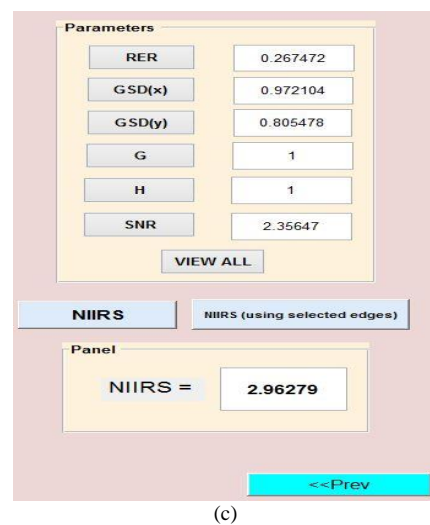 Parameters
RER 0.267472
GSD(x) 0.972104
GSD(y) 0.805478
G 1
H 1
SNR 2.35647
VIEW ALL
NIIRS NIIRS (using selected edges)
Panel
NIIRS = 2.96279
<<Prev
(c)